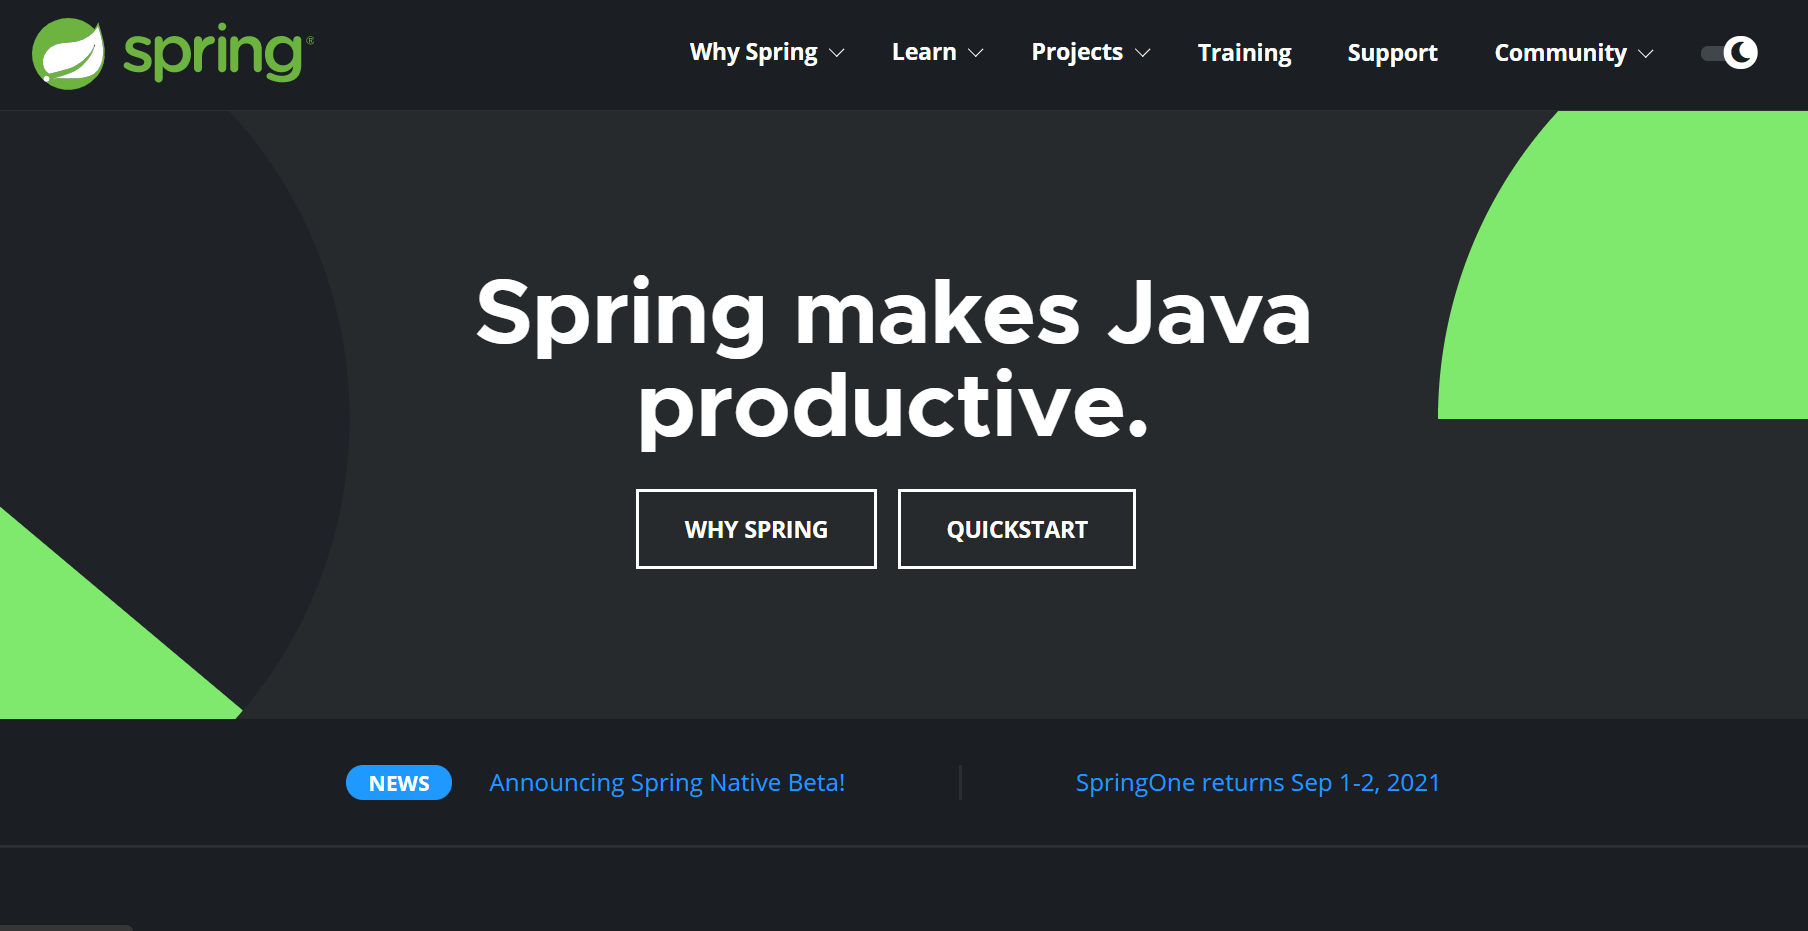 spring®
Why Spring
Learn
Projects
Training
Support
Community
Spring makes Java
productive.
WHY SPRING
QUICKSTART
NEWS
Announcing Spring Native Beta!
SpringOne returns Sep 1-2, 2021